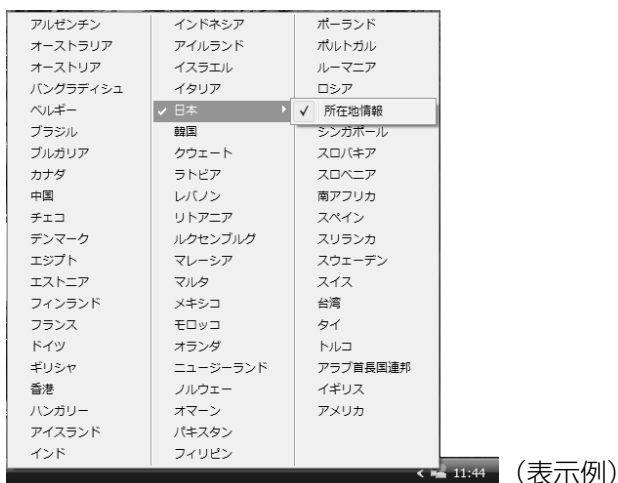 アルゼンチン
オーストラリア
オーストリア
バングラディシュ
ベルギー
ブラジル
ブルガリア
カナダ
中国
チェコ
デンマーク
エジプト
エストニア
フィンランド
フランス
ドイツ
ギリシャ
香港
ハンガリー
アイスランド
インド
インドネシア
アイルランド
イスラエル
イタリア
日本
韓国
クウェート
ラトビア
レバノン
リトアニア
ルクセンブルグ
マレーシア
マルタ
メキシコ
モロッコ
オランダ
ニュージーランド
ノルウェー
オマーン
パキスタン
フィリピン
ポーランド
ポルトガル
ルーマニア
ロシア
所在地情報
シンガポール
スロバキア
スロベニア
南アフリカ
スペイン
スリランカ
スウェーデン
スイス
台湾
タイ
トルコ
アラブ首長国連邦
イギリス
アメリカ
11:44
（表示例）